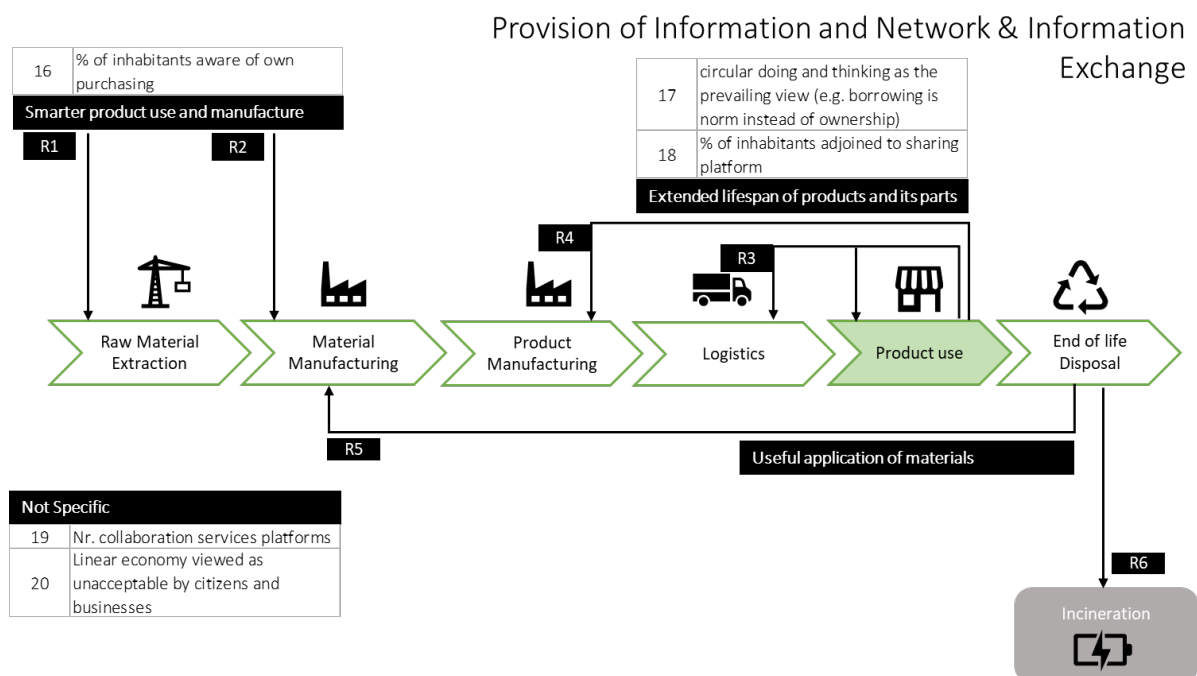 Provision of Information and Network & Information
Exchange
16
% of inhabitants aware of own
purchasing
Smarter product use and manufacture
R1
R2
17
circular doing and thinking as the
prevailing view (e.g. borrowing is
norm instead of ownership)
18
% of inhabitants adjoined to sharing
platform
Extended lifespan of products and its parts
R4
R3
Raw Material
Extraction
Material
Manufacturing
Product
Manufacturing
Logistics
Product use
End of life
Disposal
R5
Useful application of materials
Not Specific
19
Nr. collaboration services platforms
20
Linear economy viewed as
unacceptable by citizens and
businesses
R6
Incineration